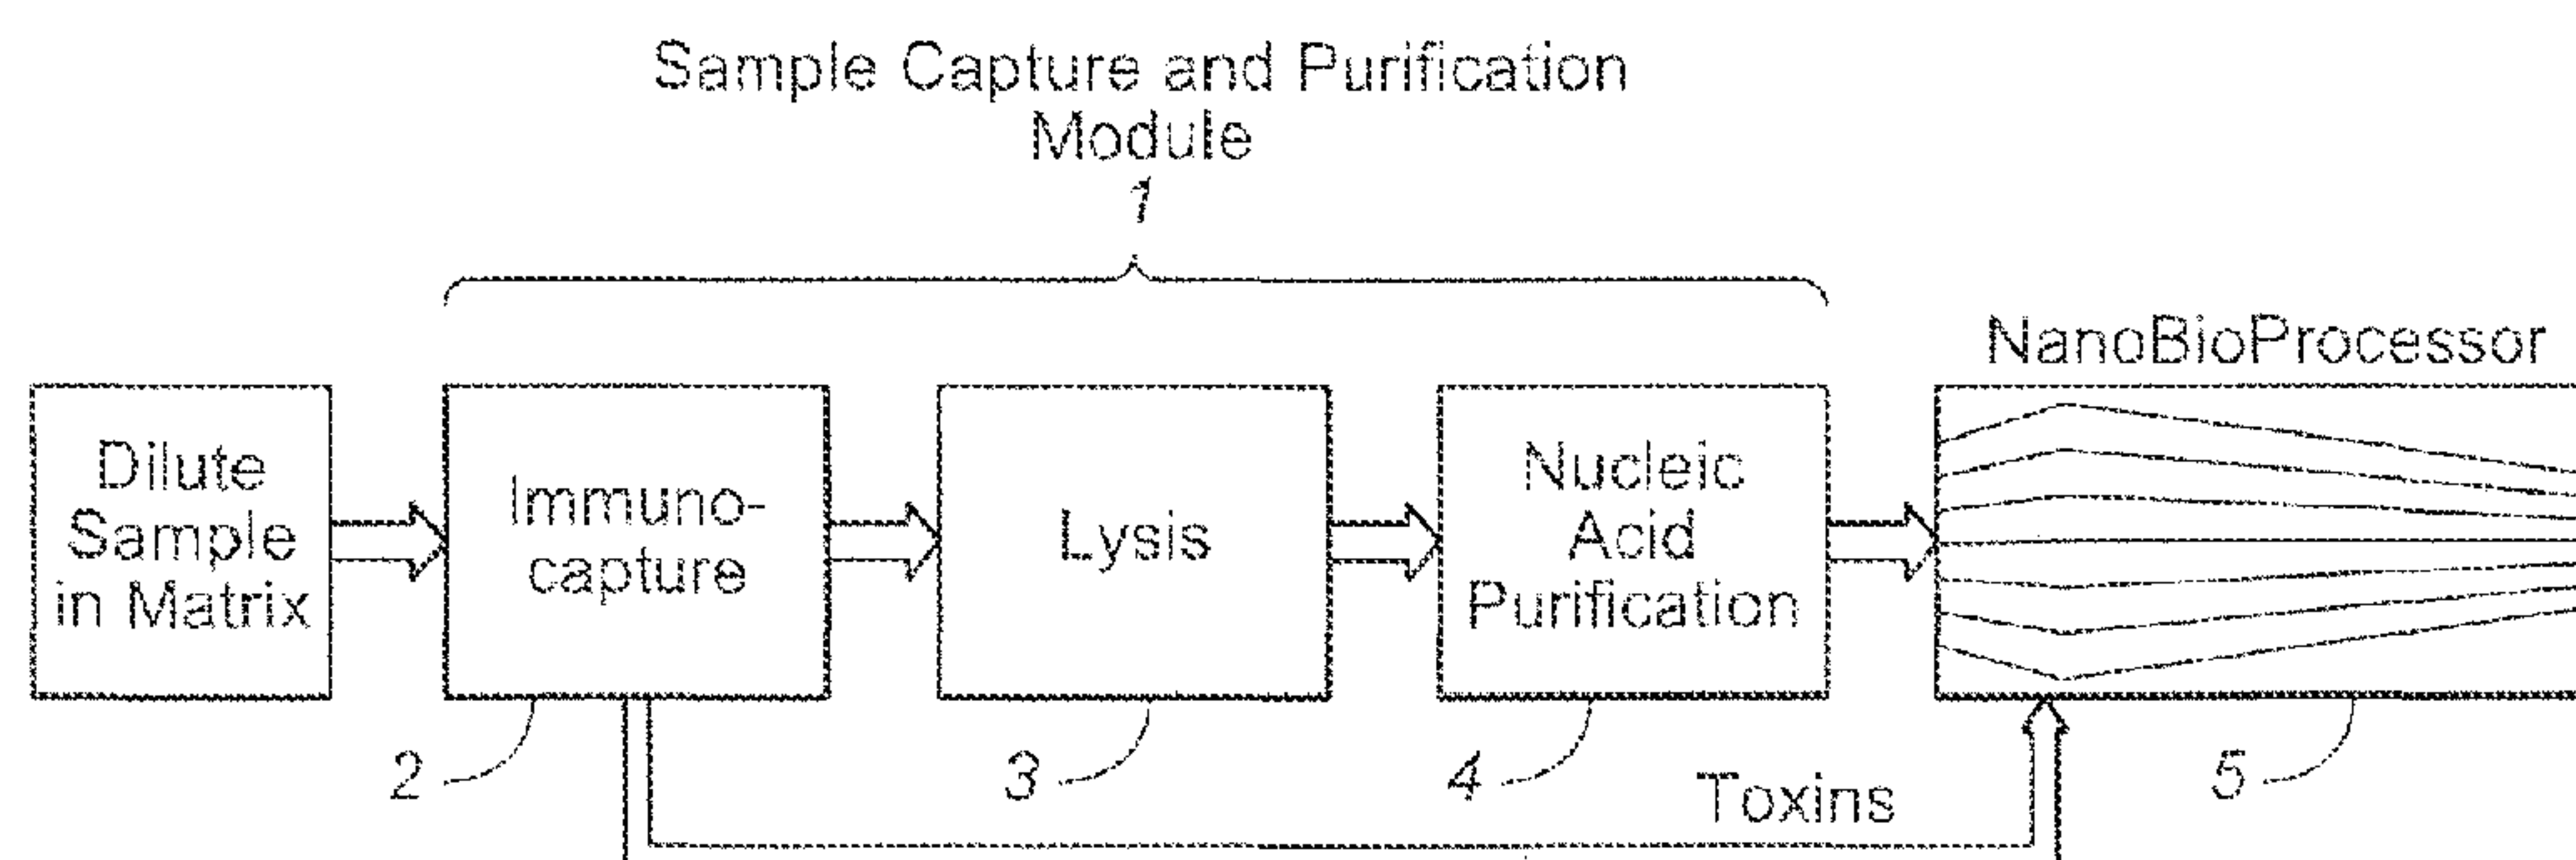 Sample Capture and Purification
Module
1
NanoBioProcessor
Dilute
Sample
in Matrix
Immuno-
capture
Lysis
Nucleic
Acid
Purification
2
3
4
5
Toxins